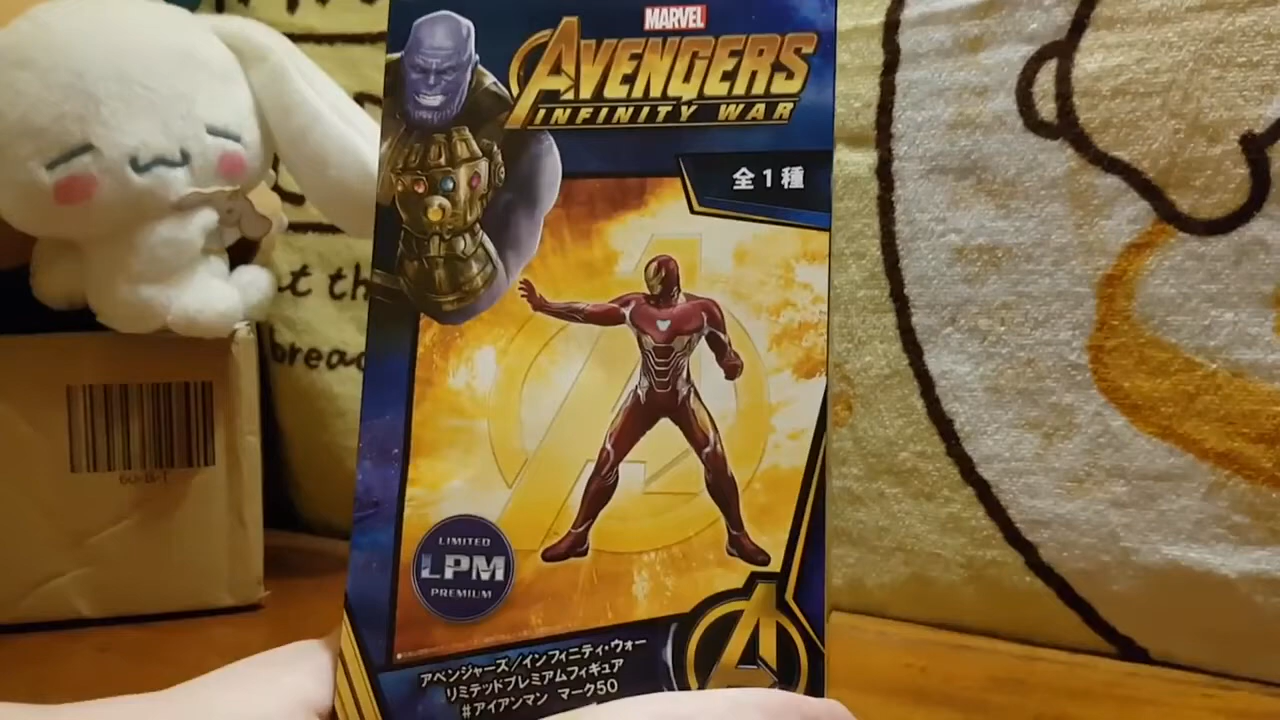 MARVEL
AVENGERS
INFINITY WAR
全1種
t th
bread
LIMITED
LPM
PREMIUM
アベンジャーズ/インフィニティ・ウォー
リミテッドプレミアムフィギュア
#アイアンマン マーク50